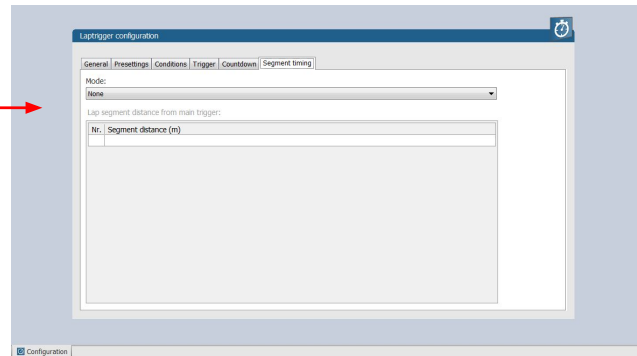 Laptrigger configuration
General Presettings Conditions Trigger Countdown Segment timing
Mode:
None
Lap segment distance from main trigger:
Nr. Segment distance (m)
Configuration